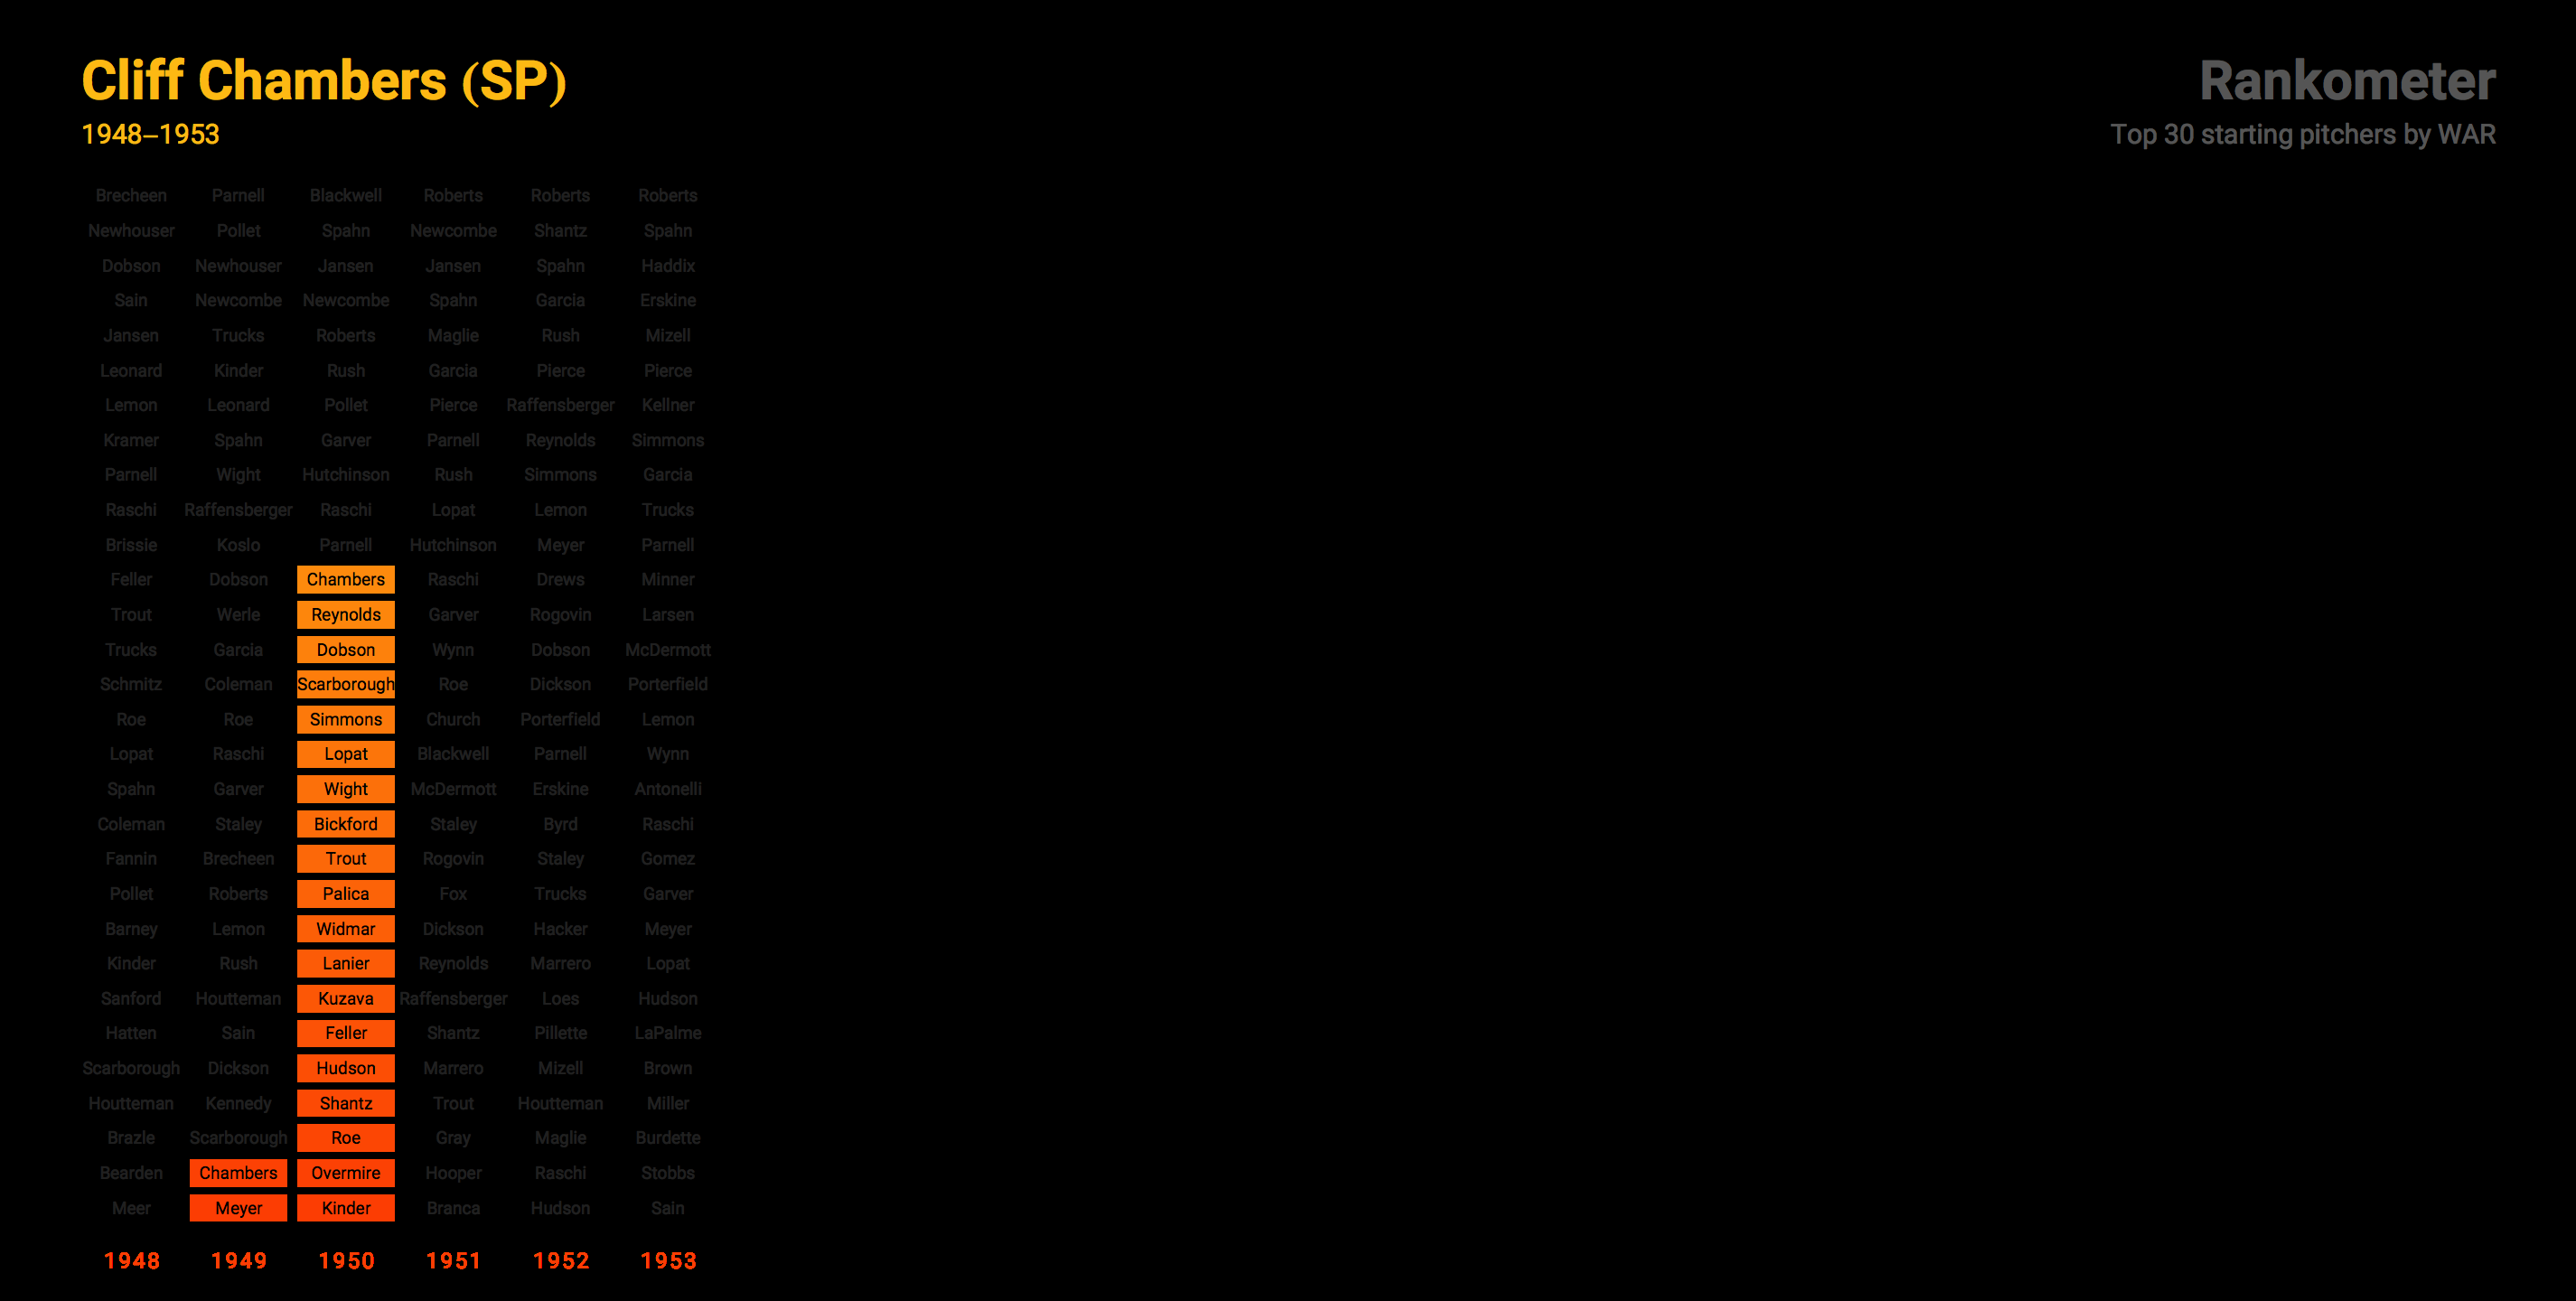 Cliff Chambers (SP)
1948–1953
Rankometer
Top 30 starting pitchers by WAR
Brecheen Parnell Blackwell Roberts Roberts Roberts
Newhouser Pollet Spahn Newcombe Shantz Spahn
Dobson Newhouser Jansen Jansen Spahn Haddix
Sain Newcombe Newcombe Spahn Garcia Erskine
Jansen Trucks Roberts Maglie Rush Mizell
Leonard Kinder Rush Garcia Pierce Pierce
Lemon Leonard Pollet Pierce Raffensberger Kellner
Kramer Spahn Garver Parnell Reynolds Simmons
Parnell Wight Hutchinson Rush Simmons Garcia
Raschi Raffensberger Raschi Lopat Lemon Trucks
Brissie Koslo Parnell Hutchinson Meyer Parnell
Feller Dobson Chambers Raschi Drews Minner
Trout Werle Reynolds Garver Rogovin Larsen
Trucks Garcia Dobson Wynn Dobson McDermott
Schmitz Coleman Scarborough Roe Dickson Porterfield
Roe Roe Simmons Church Porterfield Lemon
Lopat Raschi Lopat Blackwell Parnell Wynn
Spahn Garver Wight McDermott Erskine Antonelli
Coleman Staley Bickford Staley Byrd Raschi
Fannin Brecheen Trout Rogovin Staley Gomez
Pollet Roberts Palica Fox Trucks Garver
Barney Lemon Widmar Dickson Hacker Meyer
Kinder Rush Lanier Reynolds Marrero Lopat
Sanford Houtteman Kuzava Raffensberger Loes Hudson
Hatten Sain Feller Shantz Pillette LaPalme
Scarborough Dickson Hudson Marrero Mizell Brown
Houtteman Kennedy Shantz Trout Houtteman Miller
Brazle Scarborough Roe Gray Maglie Burdette
Bearden Chambers Overmire Hooper Raschi Stobbs
Meer Meyer Kinder Branca Hudson Sain
1948 1949 1950 1951 1952 1953